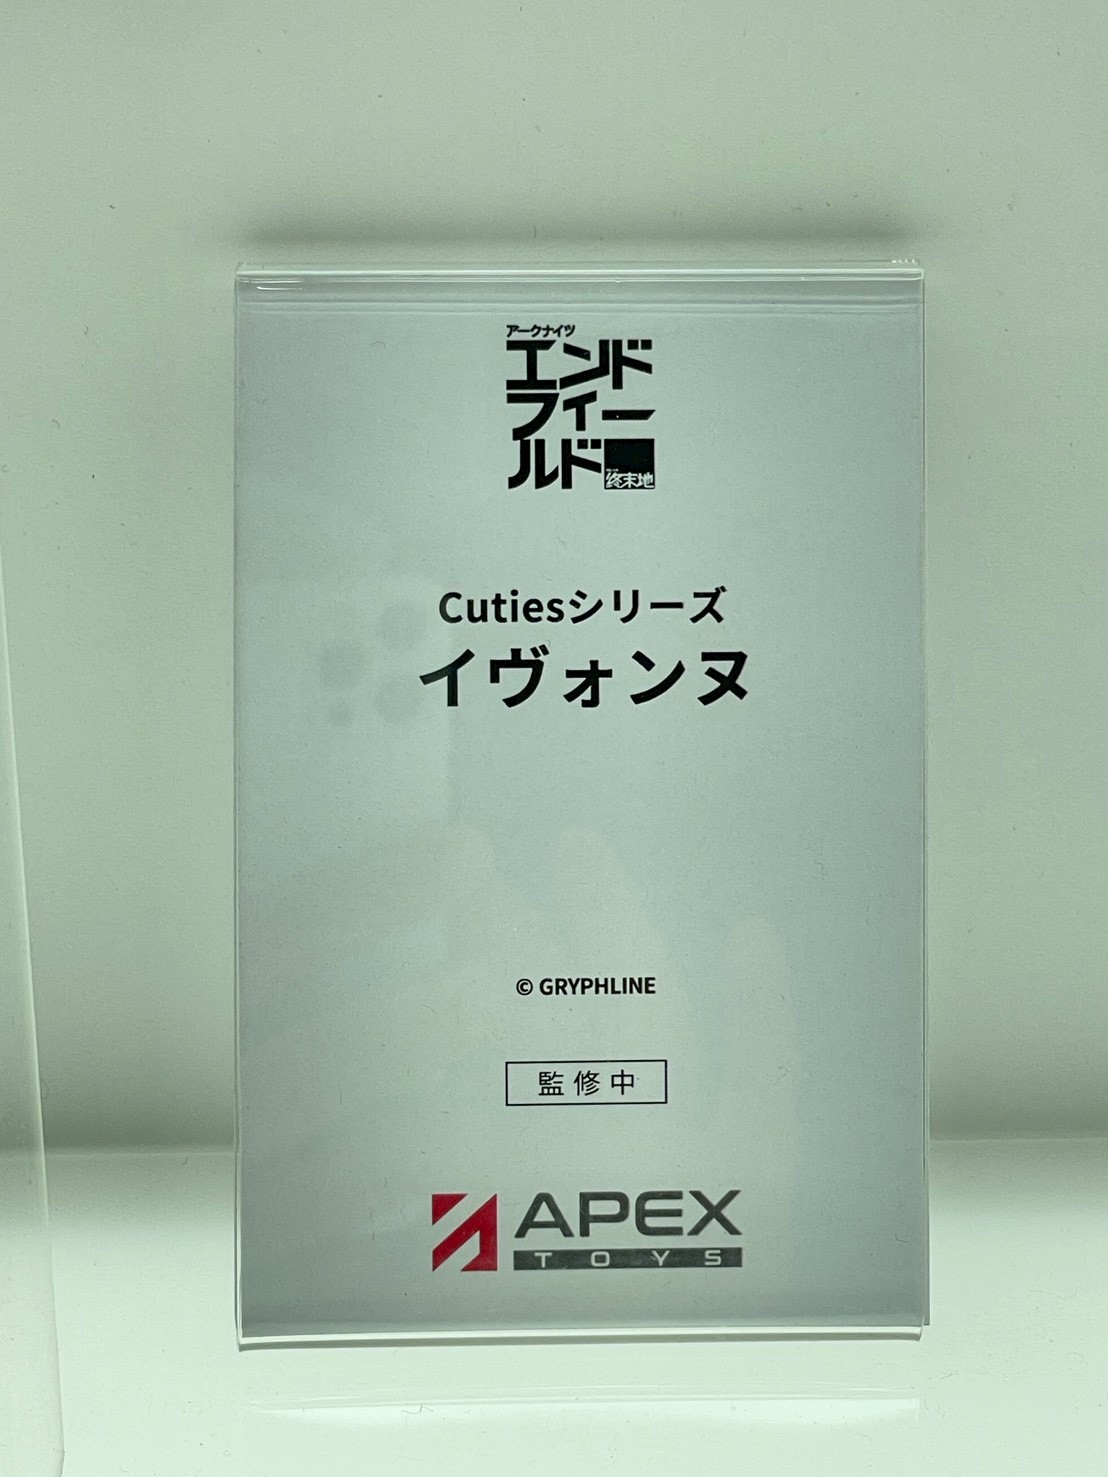 アークナイツ
エンド
フィー
ルド
終末地
Cutiesシリーズ
イヴォンヌ
© GRYPHLINE
監修中
APEX
TOYS